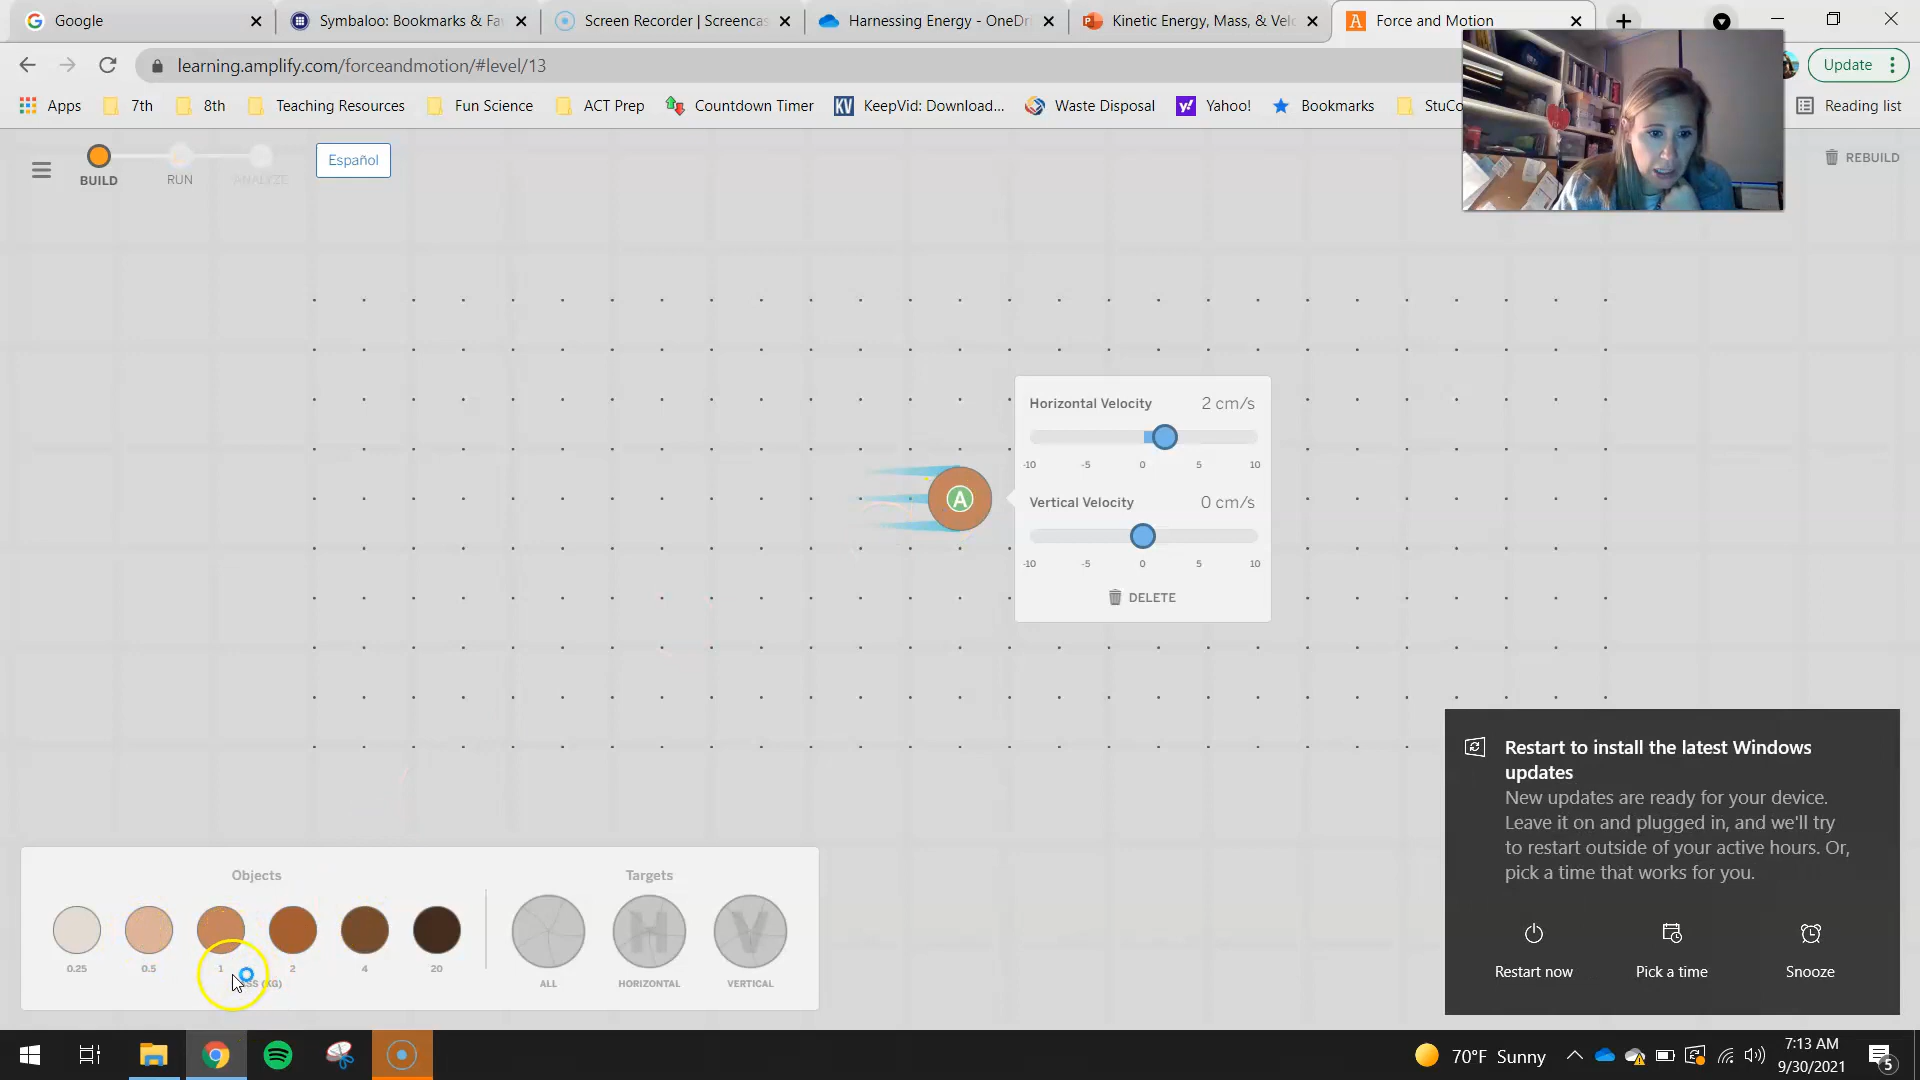 Google
Symbaloo: Bookmarks & Fa
Screen Recorder | Screencas
Harnessing Energy - OneDri
Kinetic Energy, Mass, & Velo
Force and Motion
learning.amplify.com/forceandmotion/#level/13
Update
Apps
7th
8th
Teaching Resources
Fun Science
ACT Prep
Countdown Timer
KV KeepVid: Download...
Waste Disposal
Yahoo!
Bookmarks
StuCo
Reading list
BUILD
RUN
ANALYZE
Español
REBUILD
Horizontal Velocity 2 cm/s
-10 -5 0 5 10
A
Vertical Velocity 0 cm/s
-10 -5 0 5 10
DELETE
Restart to install the latest Windows
updates
New updates are ready for your device.
Leave it on and plugged in, and we'll try
to restart outside of your active hours. Or,
pick a time that works for you.
Restart now
Pick a time
Snooze
Objects
0.25 0.5 1 2 4 20
(KG)
Targets
H V
ALL HORIZONTAL VERTICAL
70°F Sunny
7:13 AM
9/30/2021
5